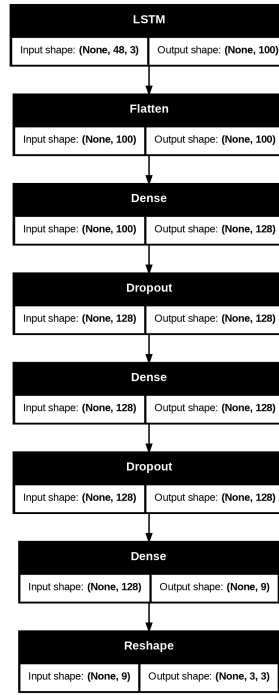 LSTM
Input shape: (None, 48, 3) Output shape: (None, 100)
Flatten
Input shape: (None, 100) Output shape: (None, 100)
Dense
Input shape: (None, 100) Output shape: (None, 128)
Dropout
Input shape: (None, 128) Output shape: (None, 128)
Dense
Input shape: (None, 128) Output shape: (None, 128)
Dropout
Input shape: (None, 128) Output shape: (None, 128)
Dense
Input shape: (None, 128) Output shape: (None, 9)
Reshape
Input shape: (None, 9) Output shape: (None, 3, 3)